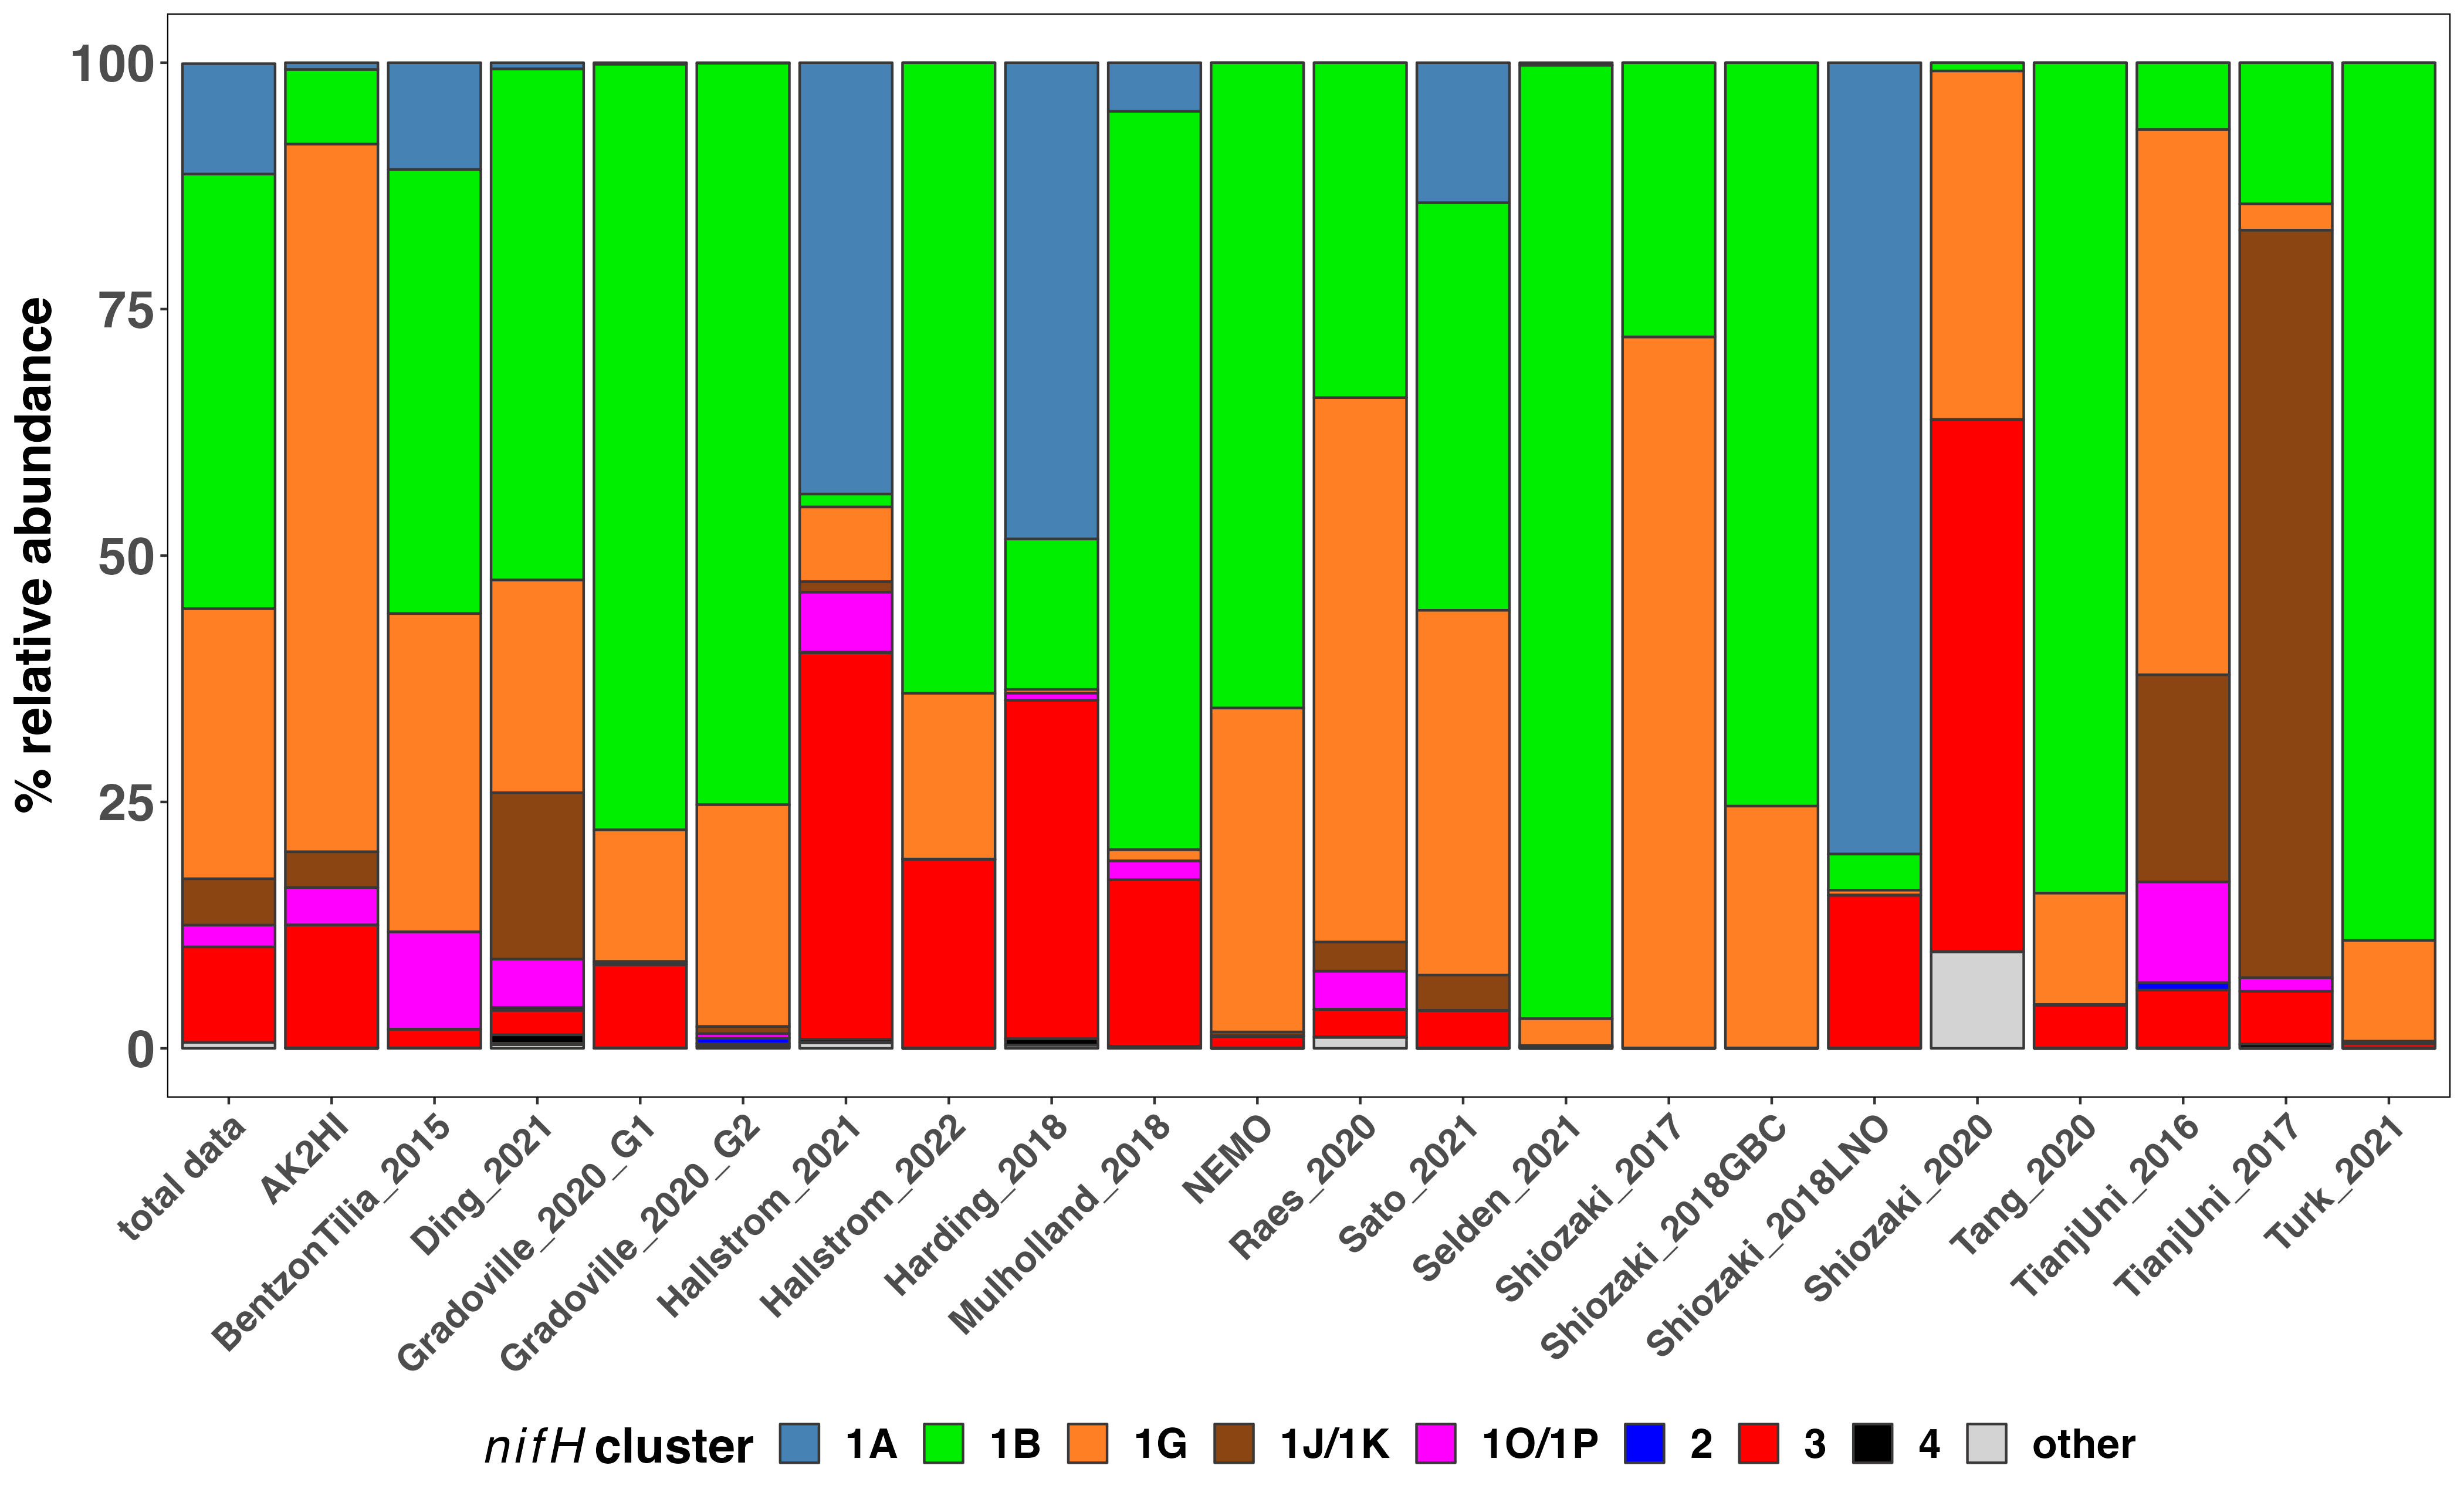 % relative abundance
100
75
50
25
0
total data
AK2HI
BentzonTilia_2015
Ding_2021
Gradoville_2020_G1
Gradoville_2020_G2
Hallstrom_2021
Hallstrom_2022
Harding_2018
Mulholland_2018
NEMO
Raes_2020
Sato_2021
Selden_2021
Shiozaki_2017
Shiozaki_2018GBC
Shiozaki_2018LNO
Shiozaki_2020
Tang_2020
TianjUni_2016
TianjUni_2017
Turk_2021
nifH cluster 1A 1B 1G 1J/1K 1O/1P 2 3 4 other